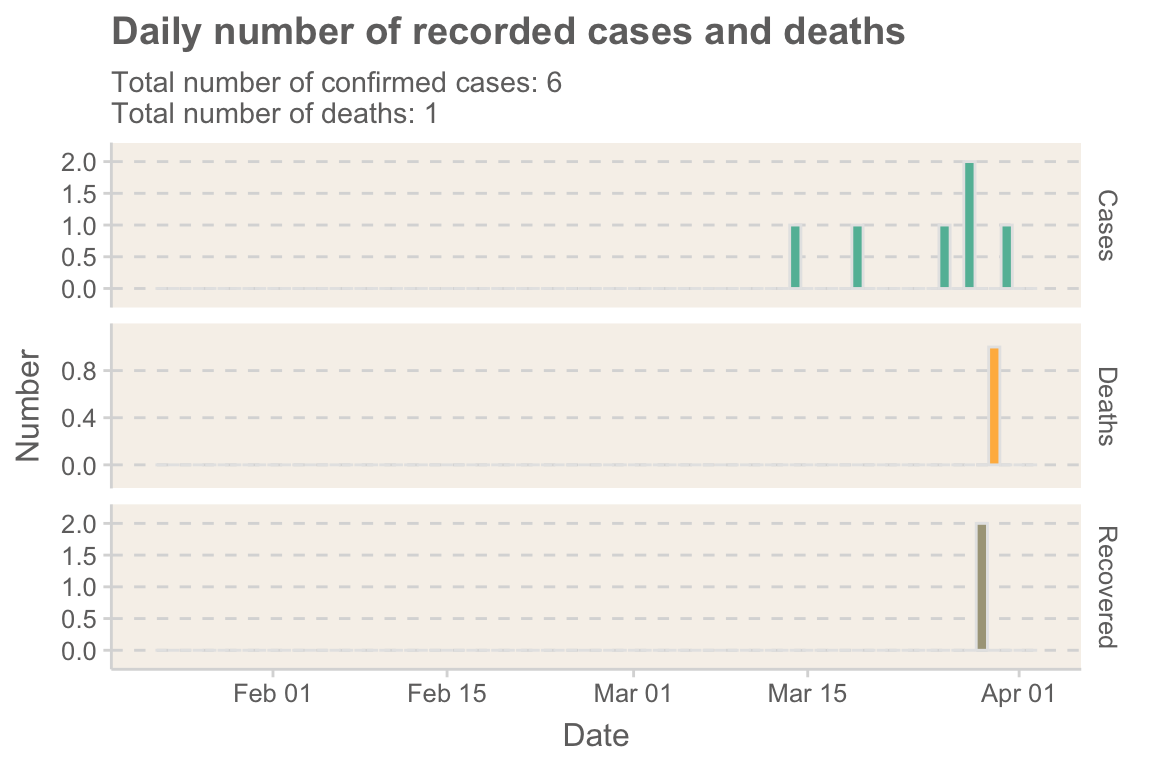 Daily number of recorded cases and deaths
Total number of confirmed cases: 6
Total number of deaths: 1
2.0
1.5
1.0
0.5
0.0
Cases
0.8
0.4
0.0
Deaths
Number
2.0
1.5
1.0
0.5
0.0
Recovered
Feb 01 Feb 15 Mar 01 Mar 15 Apr 01
Date